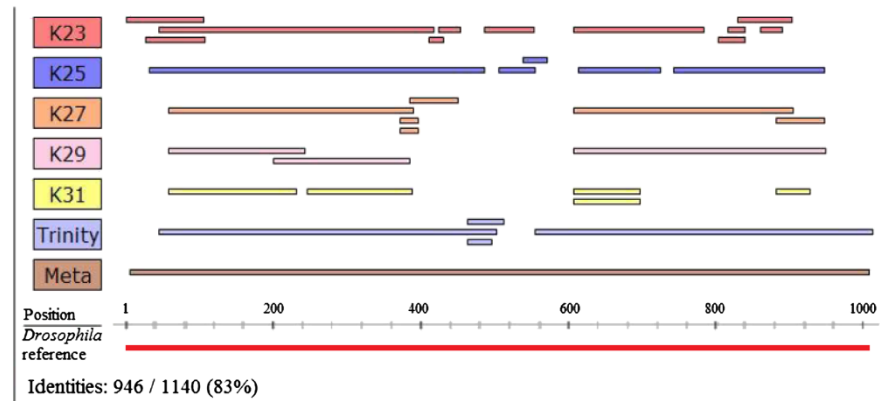 K23
K25
K27
K29
K31
Trinity
Meta
Position 1 200 400 600 800 1000
Drosophila
reference
Identities: 946 / 1140 (83%)